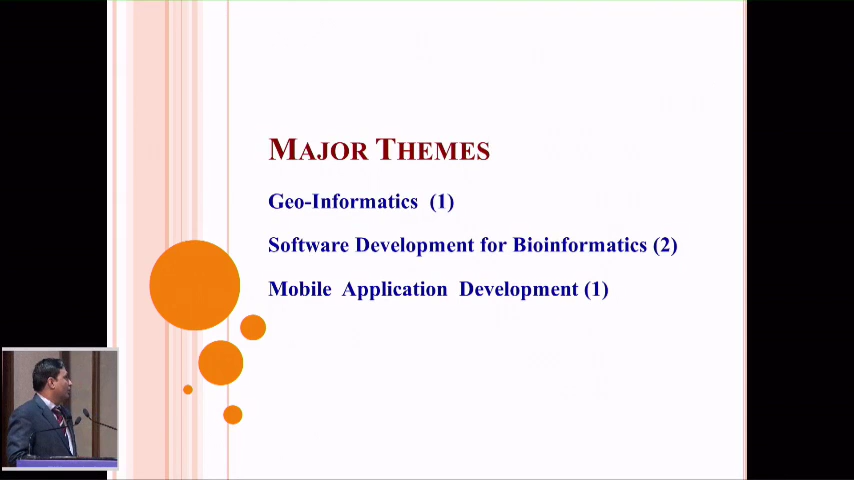 MAJOR THEMES
Geo-Informatics (1)
Software Development for Bioinformatics (2)
Mobile Application Development (1)